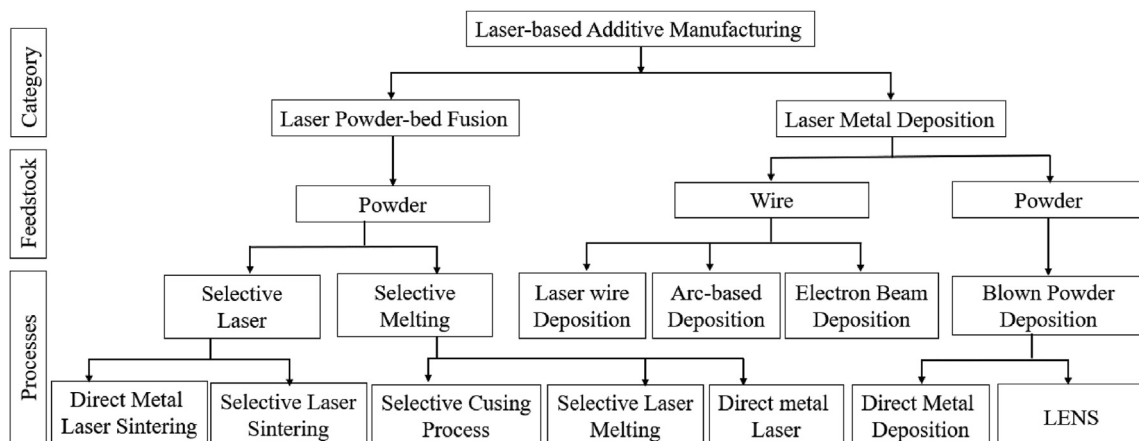 Laser-based Additive Manufacturing
Category
Laser Powder-bed Fusion
Laser Metal Deposition
Feedstock
Powder
Wire
Powder
Processes
Selective
Laser
Selective
Melting
Laser wire
Deposition
Arc-based
Deposition
Electron Beam
Deposition
Blown Powder
Deposition
Direct Metal
Laser Sintering
Selective Laser
Sintering
Selective Cusing
Process
Selective Laser
Melting
Direct metal
Laser
Direct Metal
Deposition
LENS